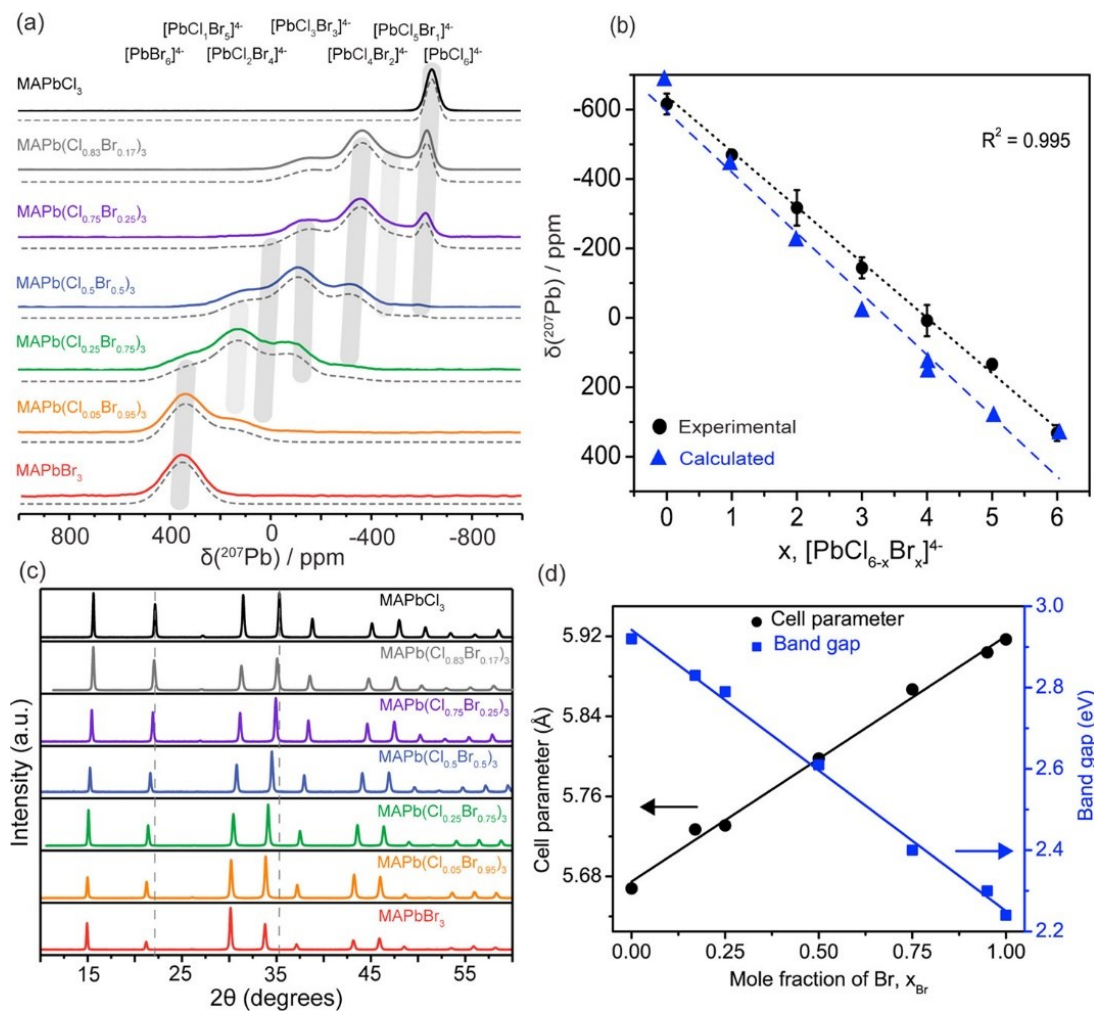 (a)
[PbCl₁Br₅]⁴⁻ [PbCl₃Br₃]⁴⁻ [PbCl₅Br₁]⁴⁻
[PbBr₆]⁴⁻ [PbCl₂Br₄]⁴⁻ [PbCl₄Br₂]⁴⁻ [PbCl₆]⁴⁻
MAPbCl₃
MAPb(Cl₀.₈₃Br₀.₁₇)₃
MAPb(Cl₀.₇₅Br₀.₂₅)₃
MAPb(Cl₀.₅Br₀.₅)₃
MAPb(Cl₀.₂₅Br₀.₇₅)₃
MAPb(Cl₀.₀₅Br₀.₉₅)₃
MAPbBr₃
800 400 0 -400 -800
δ(²⁰⁷Pb) / ppm
(b)
-600
-400
-200
0
200
400
δ(²⁰⁷Pb) / ppm
R² = 0.995
Experimental
Calculated
0 1 2 3 4 5 6
x, [PbCl₆₋ₓBrₓ]⁴⁻
(c)
Intensity (a.u.)
MAPbCl₃
MAPb(Cl₀.₈₃Br₀.₁₇)₃
MAPb(Cl₀.₇₅Br₀.₂₅)₃
MAPb(Cl₀.₅Br₀.₅)₃
MAPb(Cl₀.₂₅Br₀.₇₅)₃
MAPb(Cl₀.₀₅Br₀.₉₅)₃
MAPbBr₃
15 25 35 45 55
2θ (degrees)
(d)
Cell parameter
Band gap
5.92
5.84
5.76
5.68
Cell parameter (Å)
3.0
2.8
2.6
2.4
2.2
Band gap (eV)
0.00 0.25 0.50 0.75 1.00
Mole fraction of Br, x_Br